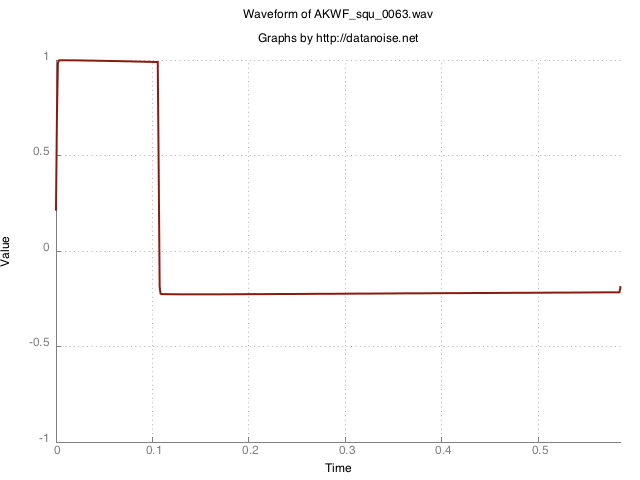 Waveform of AKWF_squ_0063.wav
Graphs by http://datanoise.net
1
0.5
0
-0.5
-1
Value
0 0.1 0.2 0.3 0.4 0.5
Time